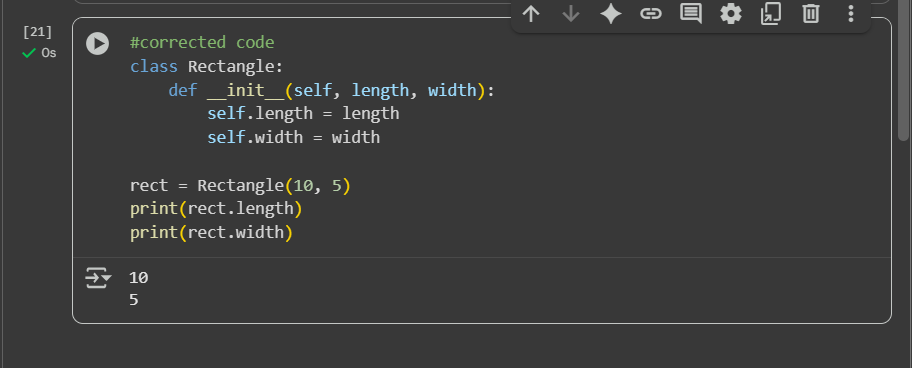 [21]
0s
#corrected code
class Rectangle:
    def __init__(self, length, width):
        self.length = length
        self.width = width

rect = Rectangle(10, 5)
print(rect.length)
print(rect.width)
10
5